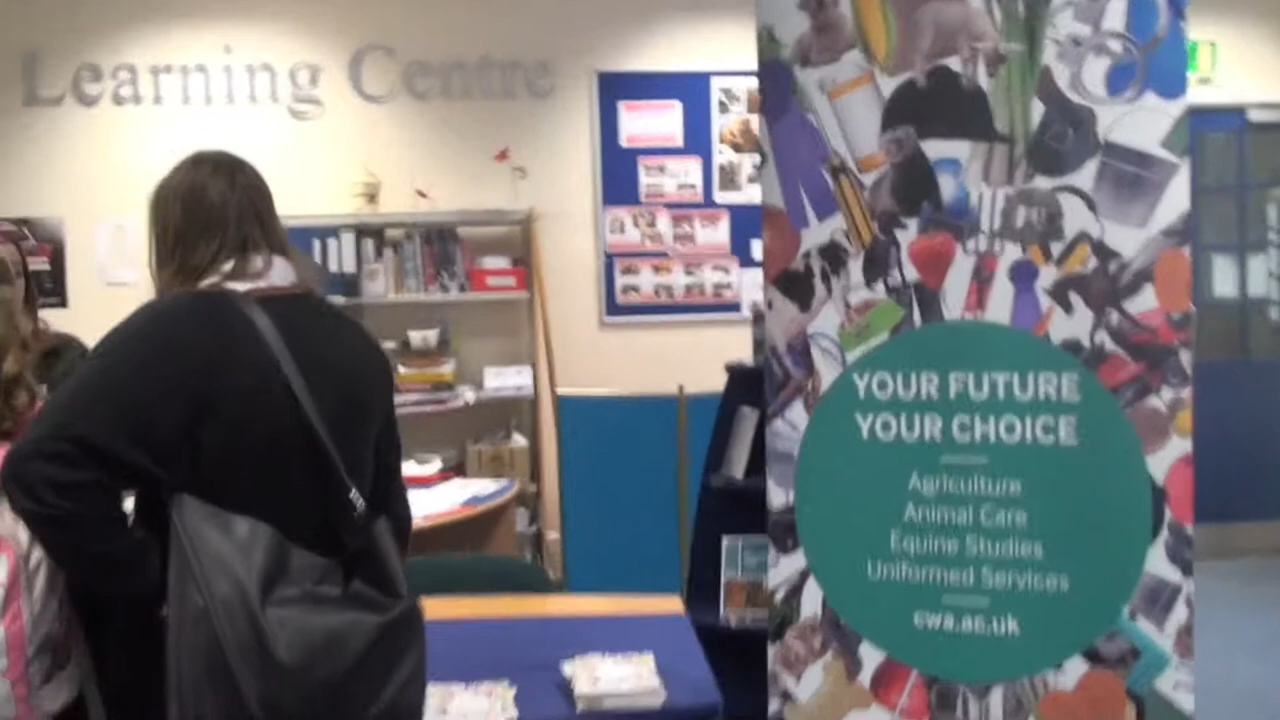 Learning Centre
YOUR FUTURE
YOUR CHOICE
Agriculture
Animal Care
Equine Studies
Uniformed Services
cwa.ac.uk